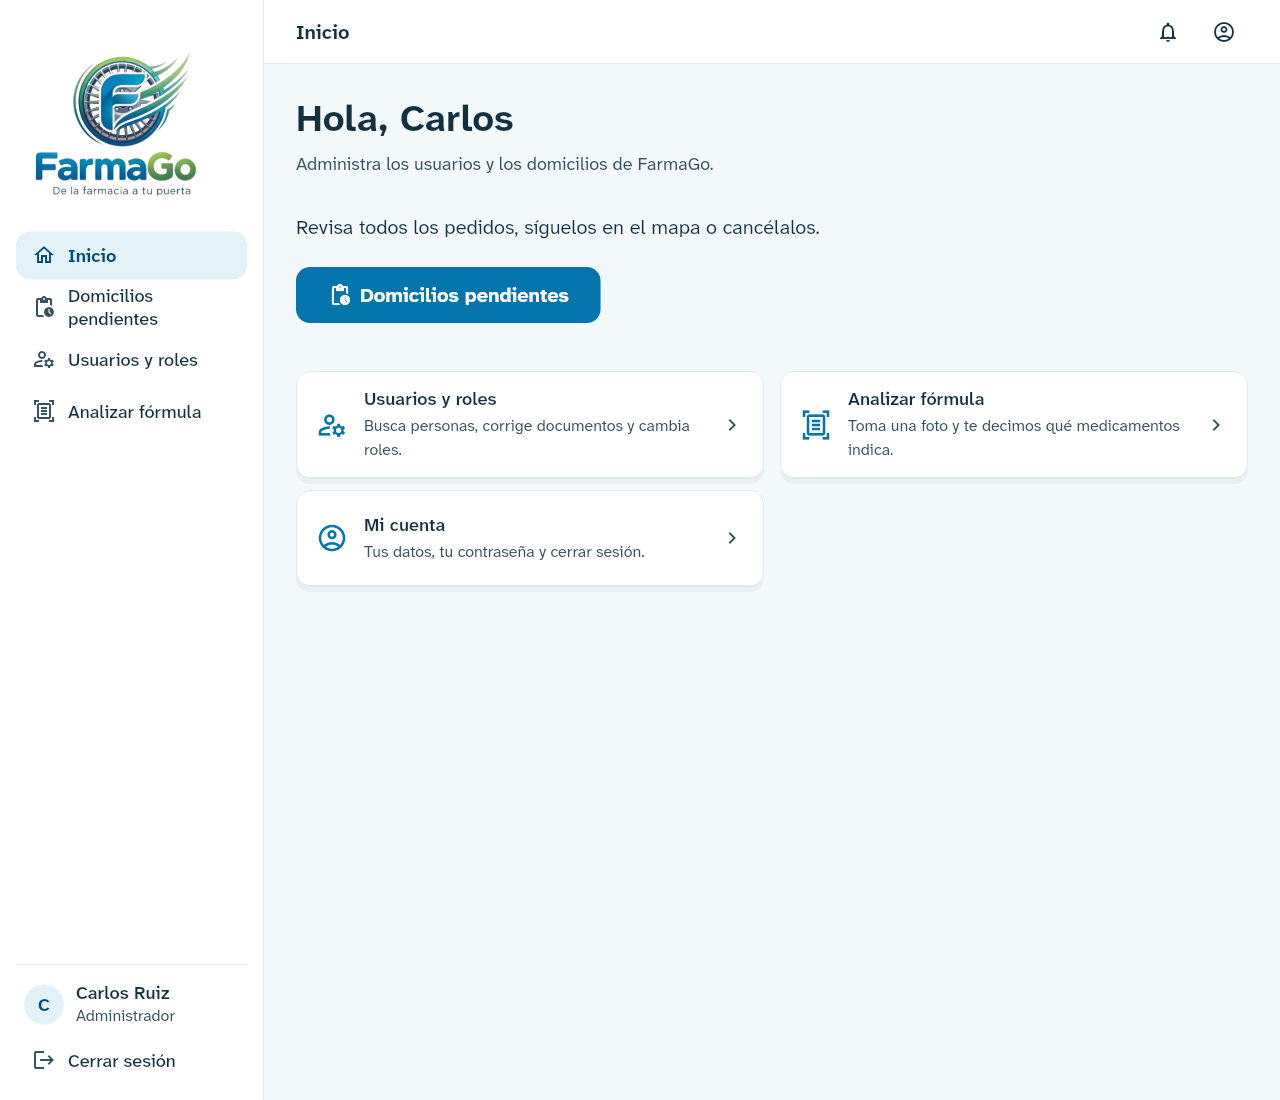 FarmaGo
De la farmacia a tu puerta
Inicio
Domicilios
pendientes
Usuarios y roles
Analizar fórmula
C
Carlos Ruiz
Administrador
Cerrar sesión
Inicio
Hola, Carlos
Administra los usuarios y los domicilios de FarmaGo.
Revisa todos los pedidos, síguelos en el mapa o cancélalos.
Domicilios pendientes
Usuarios y roles
Busca personas, corrige documentos y cambia
roles.
Analizar fórmula
Toma una foto y te decimos qué medicamentos
indica.
Mi cuenta
Tus datos, tu contraseña y cerrar sesión.